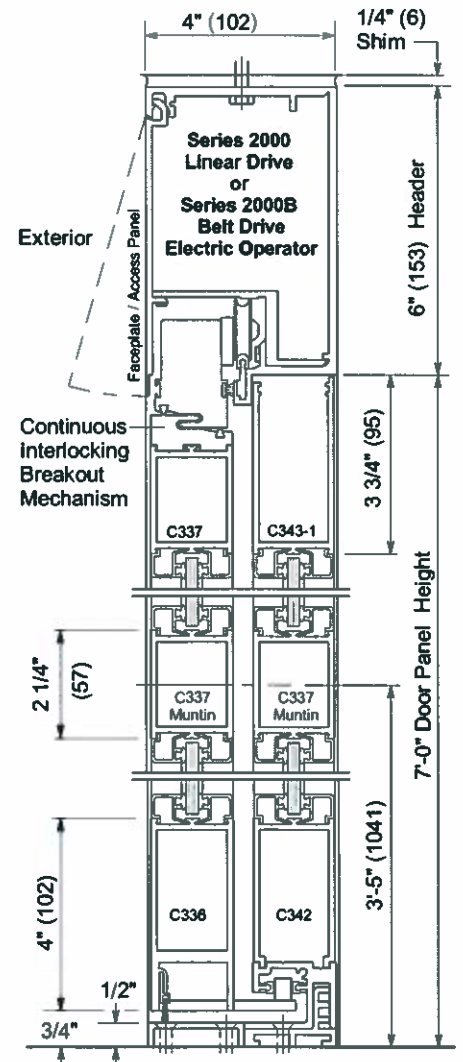 4" (102)
1/4" (6)
Shim
Series 2000
Linear Drive
or
Series 2000B
Belt Drive
Electric Operator
Exterior
Faceplate / Access Panel
6" (153) Header
Continuous
Interlocking
Breakout
Mechanism
3 3/4" (95)
C337
C343-1
7'-0" Door Panel Height
2 1/4"
(57)
C337
Muntin
C337
Muntin
3'-5" (1041)
4" (102)
C336
C342
1/2"
3/4"